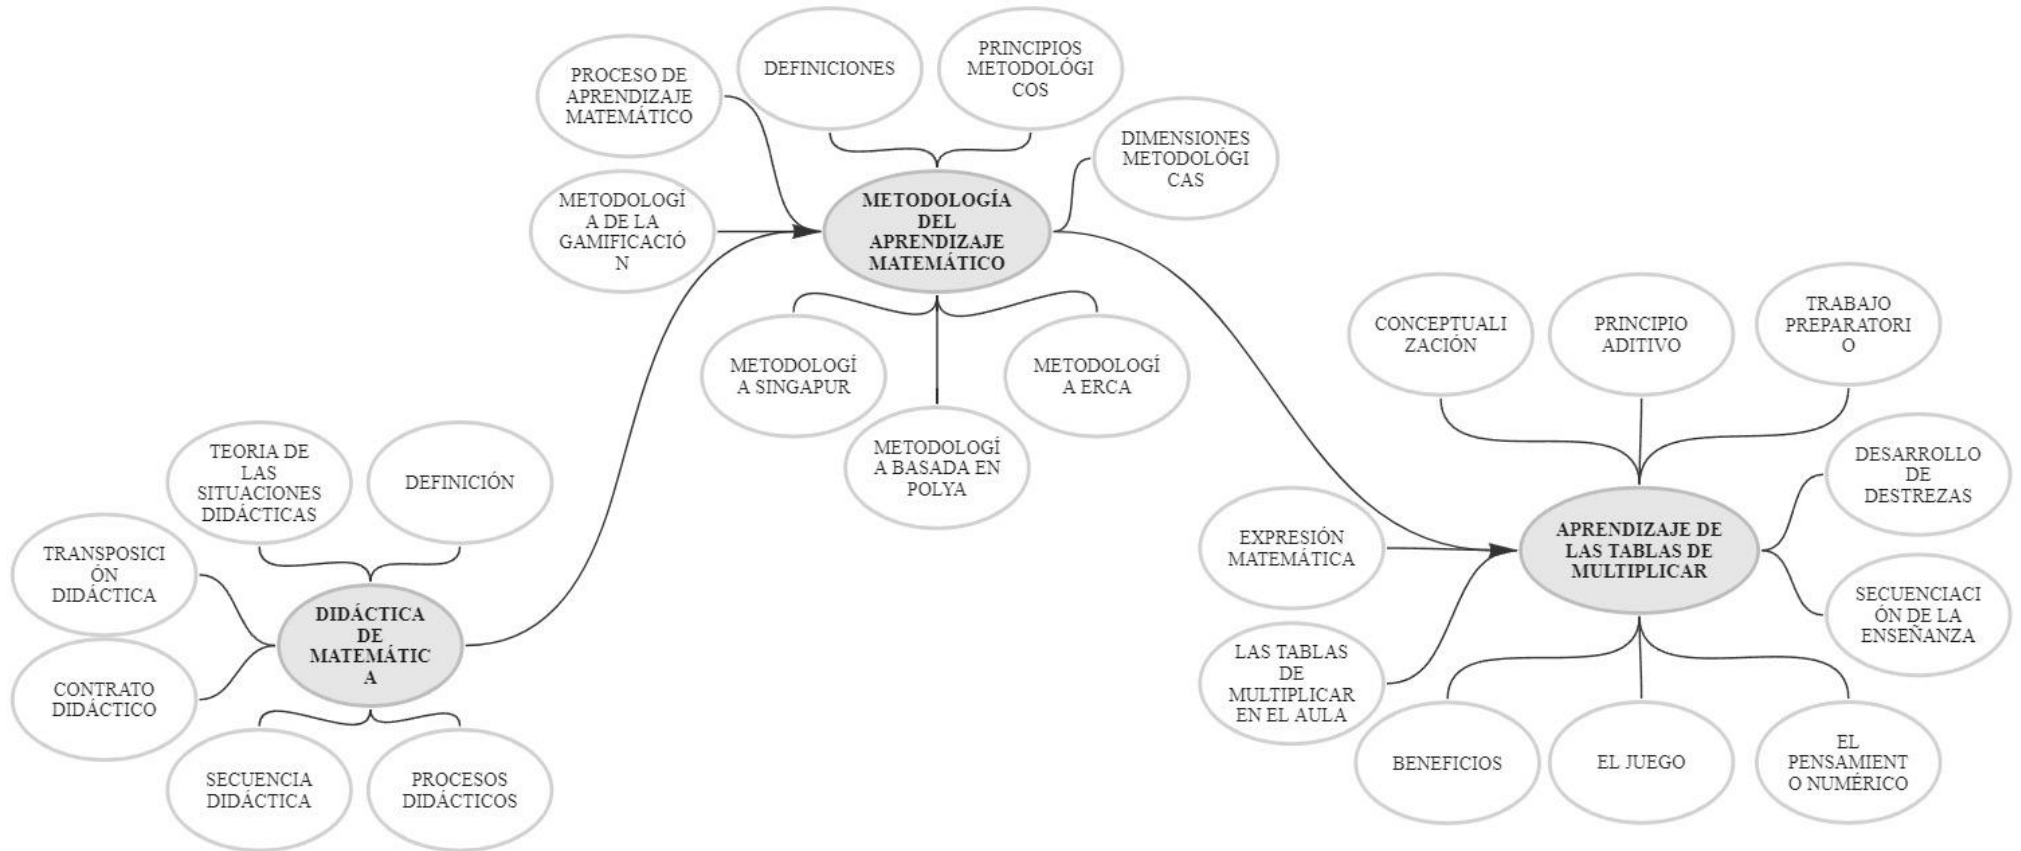 PROCESO DE
APRENDIZAJE
MATEMÁTICO
DEFINICIONES
PRINCIPIOS
METODOLÓGI
COS
DIMENSIONES
METODOLÓGI
CAS
METODOLOGÍ
A DE LA
GAMIFICACIÓ
N
METODOLOGÍA
DEL
APRENDIZAJE
MATEMÁTICO
METODOLOGÍ
A SINGAPUR
METODOLOGÍ
A BASADA EN
POLYA
METODOLOGÍ
A ERCA
TEORIA DE
LAS
SITUACIONES
DIDÁCTICAS
DEFINICIÓN
TRANSPOSICI
ÓN
DIDÁCTICA
CONTRATO
DIDÁCTICO
DIDÁCTICA
DE
MATEMÁTIC
A
SECUENCIA
DIDÁCTICA
PROCESOS
DIDÁCTICOS
CONCEPTUALI
ZACIÓN
PRINCIPIO
ADITIVO
TRABAJO
PREPARATORI
O
DESARROLLO
DE
DESTREZAS
EXPRESIÓN
MATEMÁTICA
APRENDIZAJE DE
LAS TABLAS DE
MULTIPLICAR
SECUENCIACI
ÓN DE LA
ENSEÑANZA
LAS TABLAS
DE
MULTIPLICAR
EN EL AULA
BENEFICIOS
EL JUEGO
EL
PENSAMIENT
O NUMÉRICO